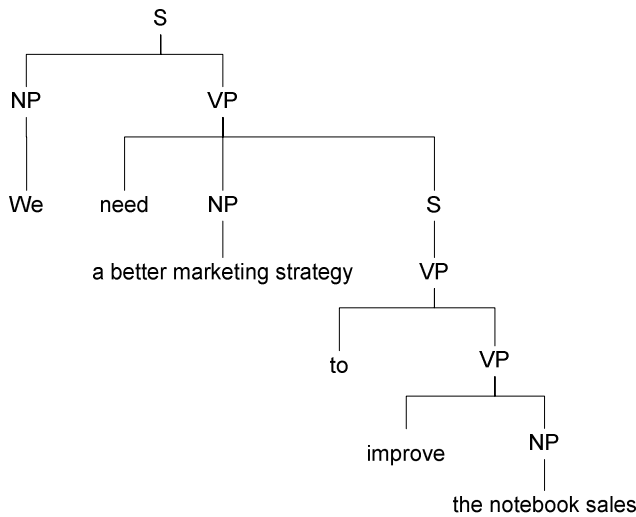 S
NP VP
We need NP S
a better marketing strategy VP
to VP
improve NP
the notebook sales